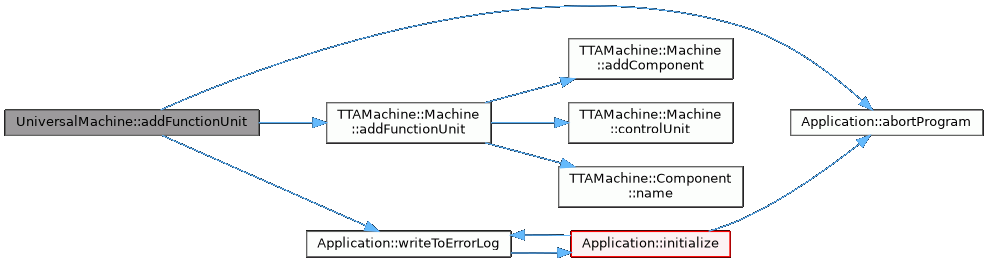 UniversalMachine::addFunctionUnit
TTAMachine::Machine
::addFunctionUnit
TTAMachine::Machine
::addComponent
TTAMachine::Machine
::controlUnit
TTAMachine::Component
::name
Application::abortProgram
Application::writeToErrorLog
Application::initialize